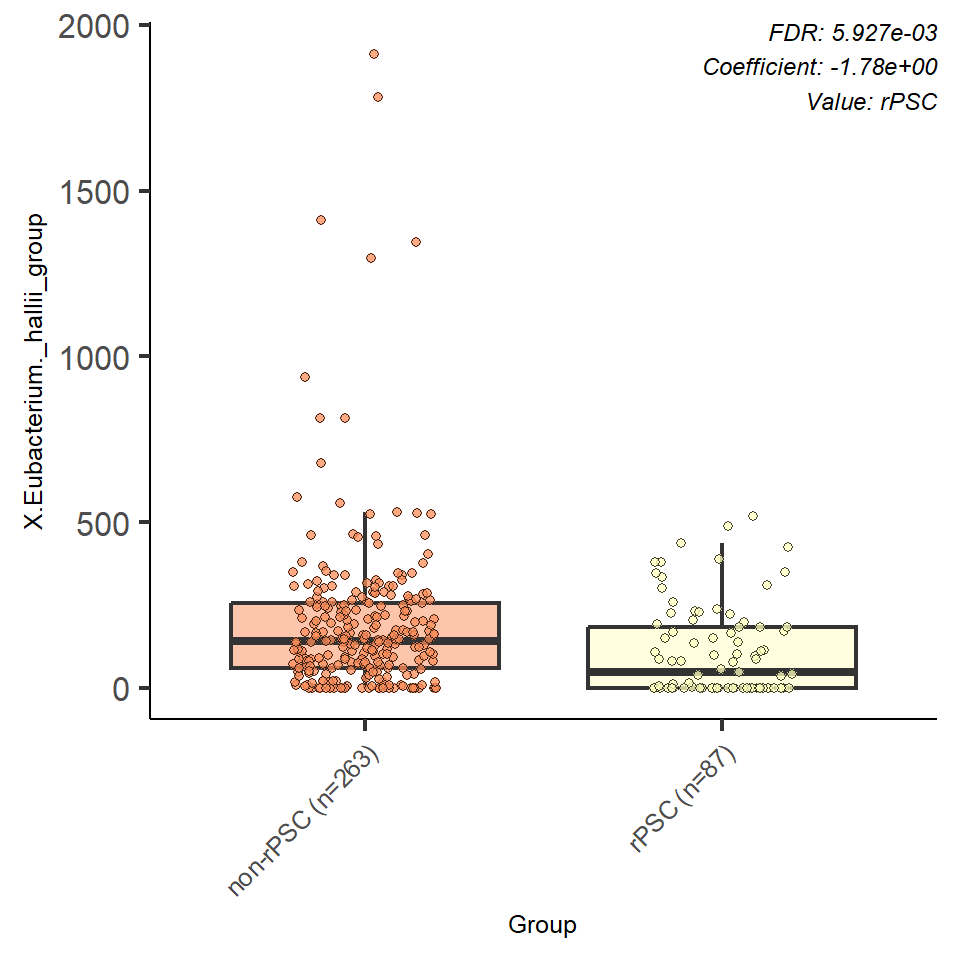 FDR: 5.927e-03
Coefficient: -1.78e+00
Value: rPSC
X.Eubacterium._hallii_group
2000
1500
1000
500
0
non-rPSC (n=263)
rPSC (n=87)
Group